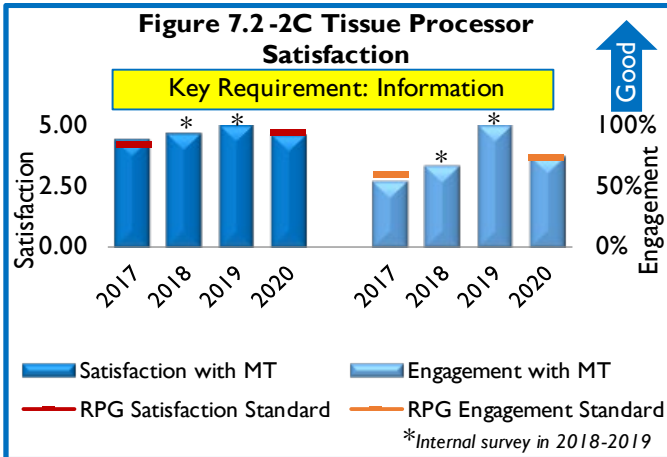 Figure 7.2 -2C Tissue Processor
Satisfaction
Good
Key Requirement: Information
5.00
2.50
0.00
Satisfaction
* * *
*
100%
50%
0%
Engagement
2017 2018 2019 2020 2017 2018 2019 2020
Satisfaction with MT Engagement with MT
RPG Satisfaction Standard RPG Engagement Standard
*Internal survey in 2018-2019